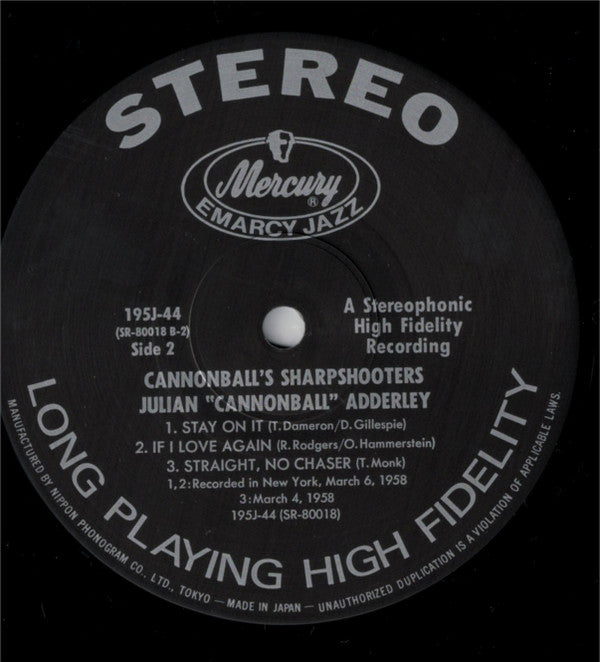 STEREO
Mercury®
EMARCY JAZZ
195J-44
(SR-80018 B-2)
Side 2
A Stereophonic
High Fidelity
Recording
CANNONBALL'S SHARPSHOOTERS
JULIAN "CANNONBALL" ADDERLEY
1. STAY ON IT (T. Dameron/D. Gillespie)
2. IF I LOVE AGAIN (R. Rodgers/O. Hammerstein)
3. STRAIGHT, NO CHASER (T. Monk)
1, 2: Recorded in New York, March 6, 1958
3: March 4, 1958
195J-44 (SR-80018)
LONG PLAYING HIGH FIDELITY
MANUFACTURED BY NIPPON PHONOGRAM CO., LTD., TOKYO — MADE IN JAPAN — UNAUTHORIZED DUPLICATION IS A VIOLATION OF APPLICABLE LAWS.